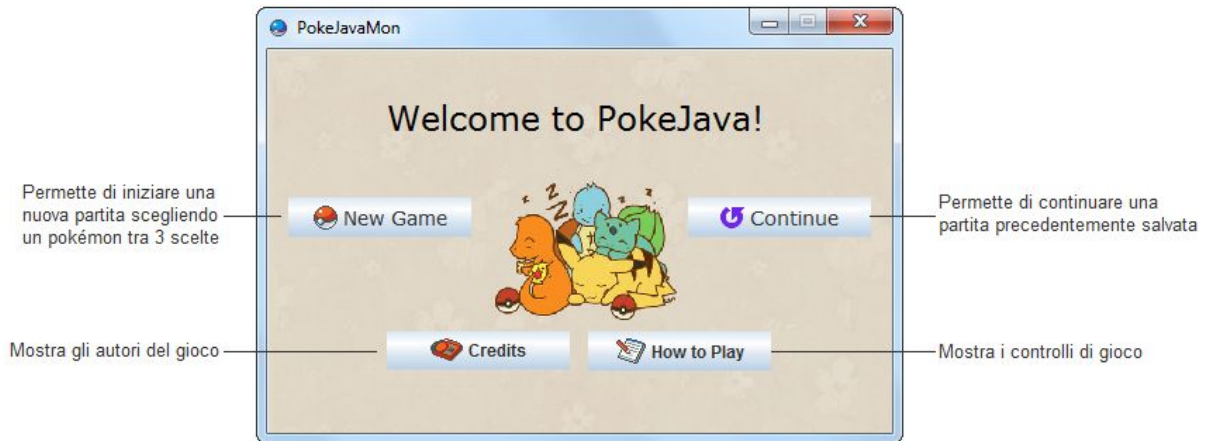 PokeJavaMon
Welcome to PokeJava!
Permette di iniziare una
nuova partita scegliendo
un pokémon tra 3 scelte
New Game
Z
Z
Z
z
z
Continue
Permette di continuare una
partita precedentemente salvata
Mostra gli autori del gioco
Credits
How to Play
Mostra i controlli di gioco